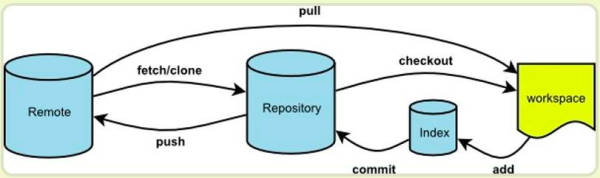 pull
fetch/clone
checkout
Remote
Repository
workspace
Index
push
commit
add